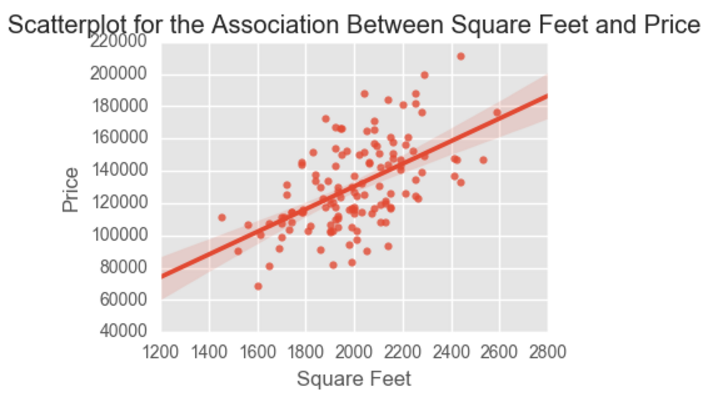 Scatterplot for the Association Between Square Feet and Price
220000
200000
180000
160000
140000
120000
100000
80000
60000
40000
Price
1200 1400 1600 1800 2000 2200 2400 2600 2800
Square Feet